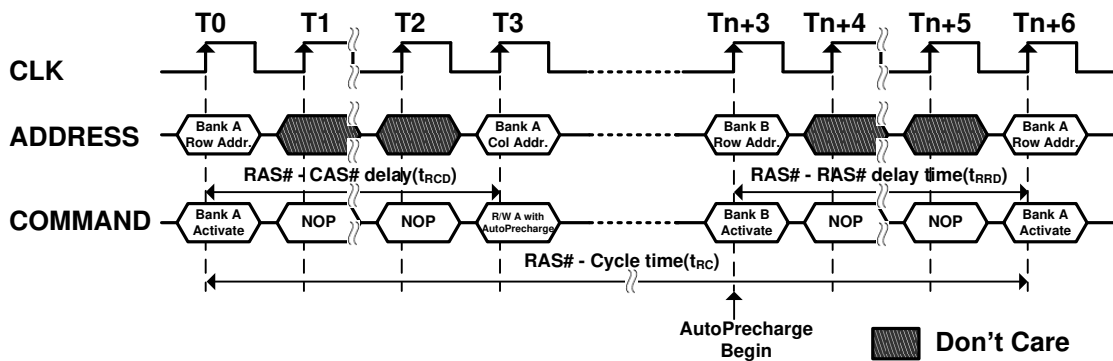 T0 T1 T2 T3 Tn+3 Tn+4 Tn+5 Tn+6
CLK
ADDRESS
Bank A
Row Addr.
Bank A
Col Addr.
Bank B
Row Addr.
Bank A
Row Addr.
RAS# - CAS# delay(tRCD)
RAS# - RAS# delay time(tRRD)
COMMAND
Bank A
Activate
NOP
NOP
R/W A with
AutoPrecharge
Bank B
Activate
NOP
NOP
Bank A
Activate
RAS# - Cycle time(tRC)
AutoPrecharge
Begin
Don't Care